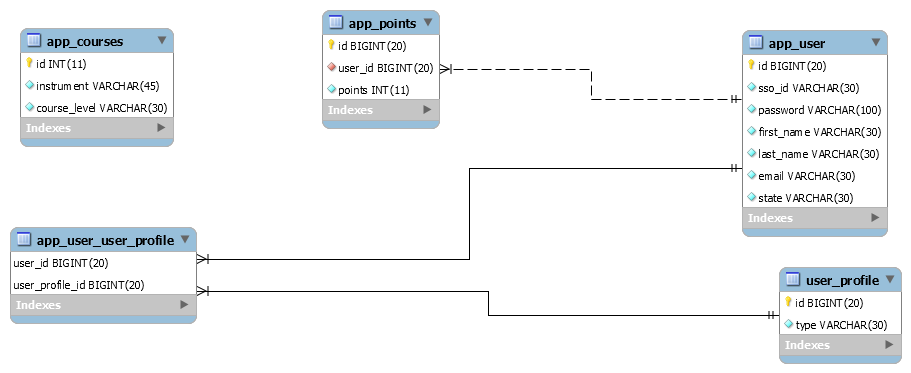 app_courses
id INT(11)
instrument VARCHAR(45)
course_level VARCHAR(30)
Indexes
app_points
id BIGINT(20)
user_id BIGINT(20)
points INT(11)
Indexes
app_user
id BIGINT(20)
sso_id VARCHAR(30)
password VARCHAR(100)
first_name VARCHAR(30)
last_name VARCHAR(30)
email VARCHAR(30)
state VARCHAR(30)
Indexes
app_user_user_profile
user_id BIGINT(20)
user_profile_id BIGINT(20)
Indexes
user_profile
id BIGINT(20)
type VARCHAR(30)
Indexes